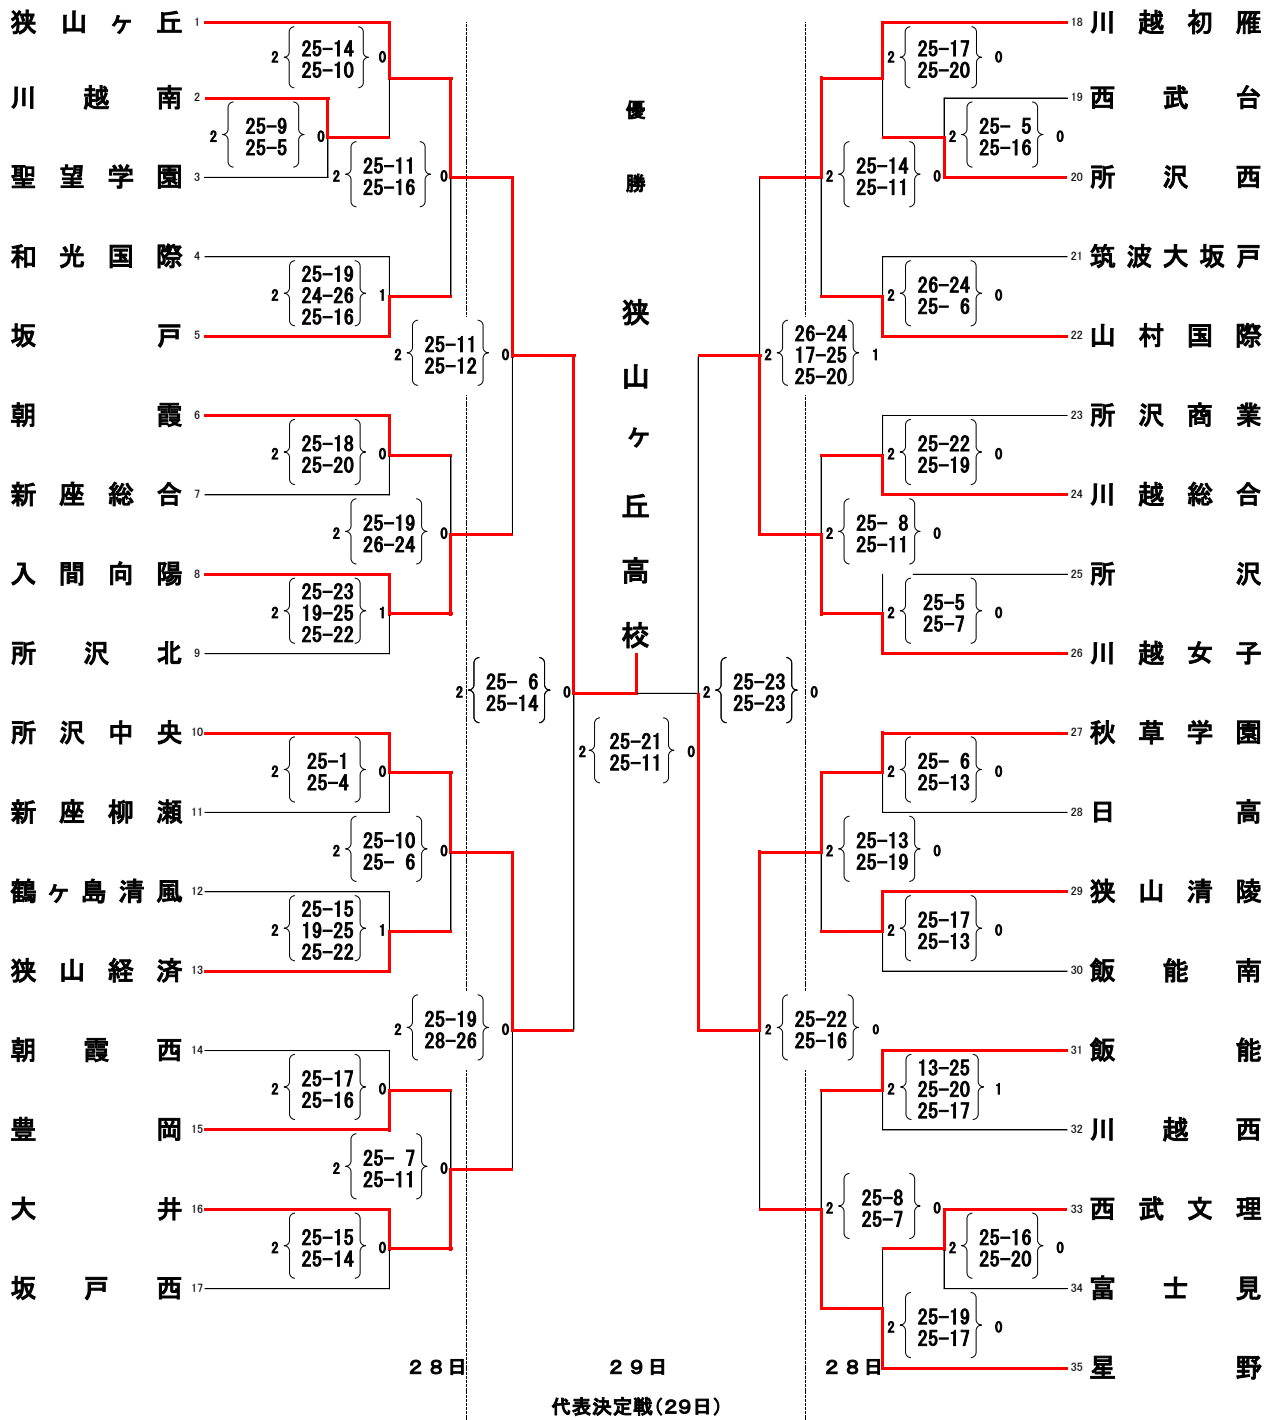 狭山ヶ丘 1
2 25-14 0
25-10
川越南 2
2 25-9 0
25-5
聖望学園 3
2 25-11 0
25-16
和光国際 4
2 25-19 1
24-26
25-16
坂戸 5
2 25-11 0
25-12
朝霞 6
2 25-18 0
25-20
新座総合 7
2 25-19 0
26-24
入間向陽 8
2 25-23 1
19-25
25-22
所沢北 9
2 25- 6 0
25-14
所沢中央 10
2 25-1 0
25-4
新座柳瀬 11
2 25-10 0
25- 6
鶴ヶ島清風 12
2 25-15 1
19-25
25-22
狭山経済 13
2 25-19 0
28-26
朝霞西 14
2 25-17 0
25-16
豊岡 15
2 25- 7 0
25-11
大井 16
2 25-15 0
25-14
坂戸西 17
優勝
狭山ヶ丘高校
2 25-21 0
25-11
18 川越初雁
2 25-17 0
25-20
19 西武台
2 25- 5 0
25-16
20 所沢西
2 25-14 0
25-11
21 筑波大坂戸
2 26-24 0
25- 6
22 山村国際
2 26-24 1
17-25
25-20
23 所沢商業
2 25-22 0
25-19
24 川越総合
2 25- 8 0
25-11
25 所沢
2 25-5 0
25-7
26 川越女子
2 25-23 0
25-23
27 秋草学園
2 25- 6 0
25-13
28 日高
2 25-13 0
25-19
29 狭山清陵
2 25-17 0
25-13
30 飯能南
2 25-22 0
25-16
31 飯能
2 13-25 1
25-20
25-17
32 川越西
2 25-8 0
25-7
33 西武文理
2 25-16 0
25-20
34 富士見
2 25-19 0
25-17
35 星野
28日 29日 28日
代表決定戦(29日)